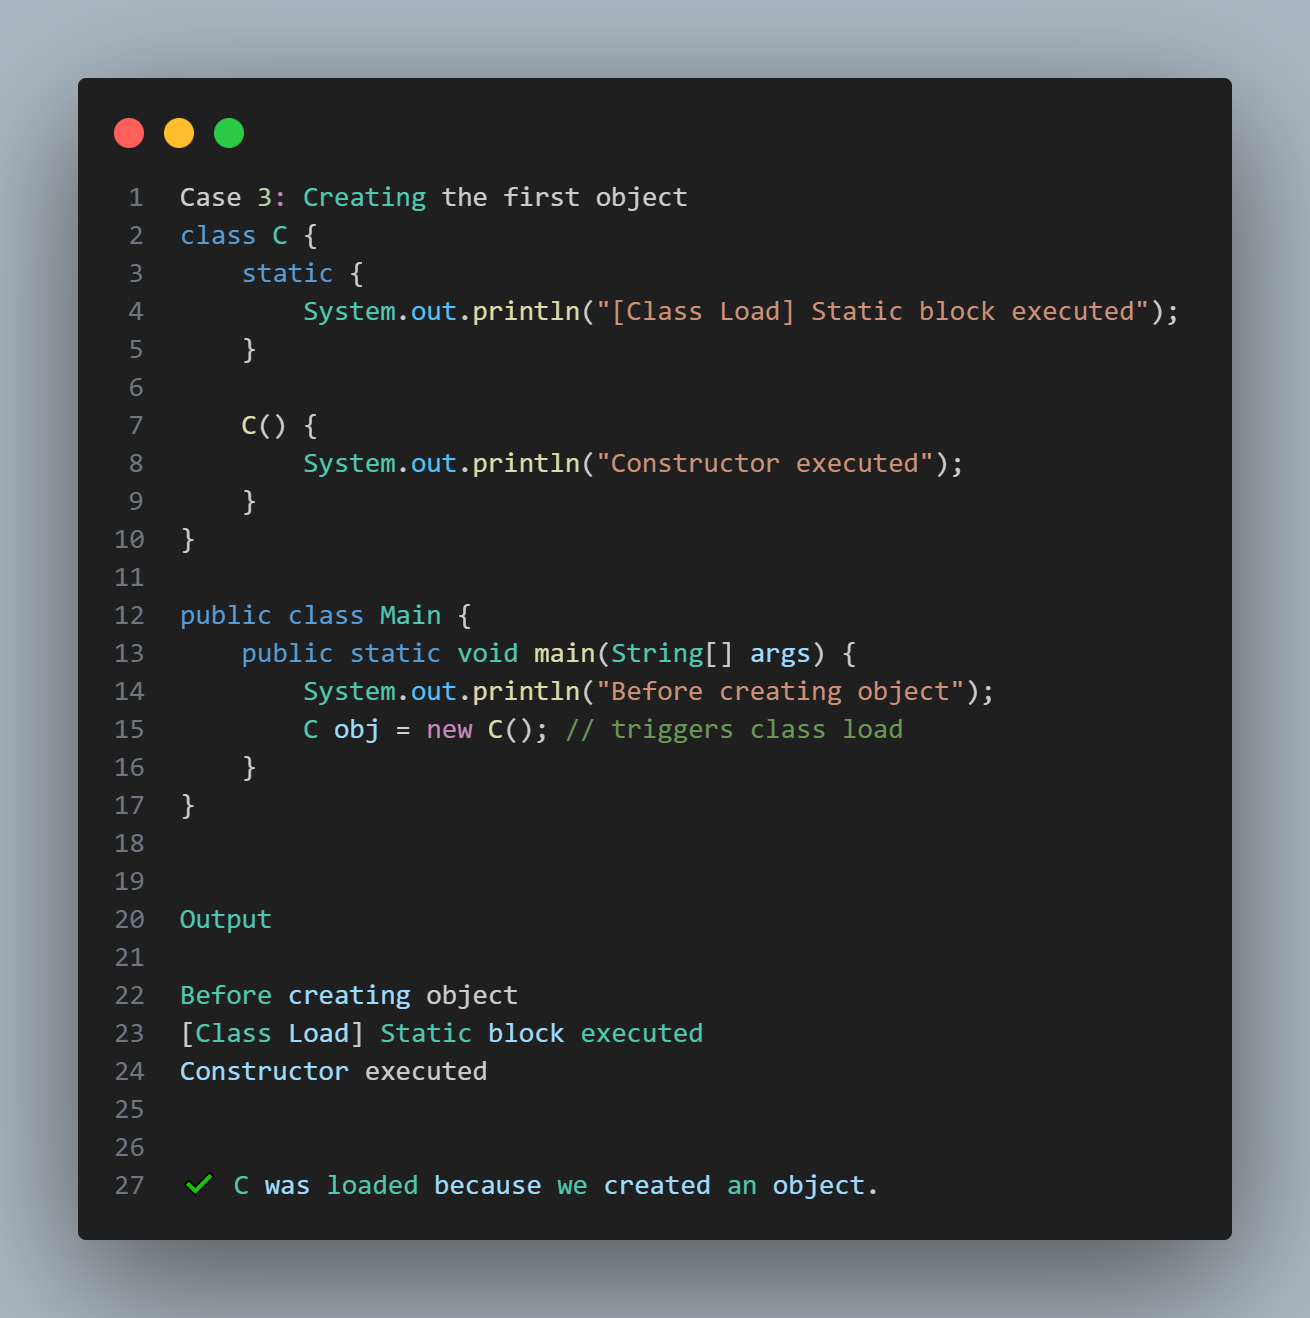 1 Case 3: Creating the first object
2 class C {
3     static {
4         System.out.println("[Class Load] Static block executed");
5     }
6
7     C() {
8         System.out.println("Constructor executed");
9     }
10 }
11
12 public class Main {
13     public static void main(String[] args) {
14         System.out.println("Before creating object");
15         C obj = new C(); // triggers class load
16     }
17 }
18
19
20 Output
21
22 Before creating object
23 [Class Load] Static block executed
24 Constructor executed
25
26
27 ✔ C was loaded because we created an object.